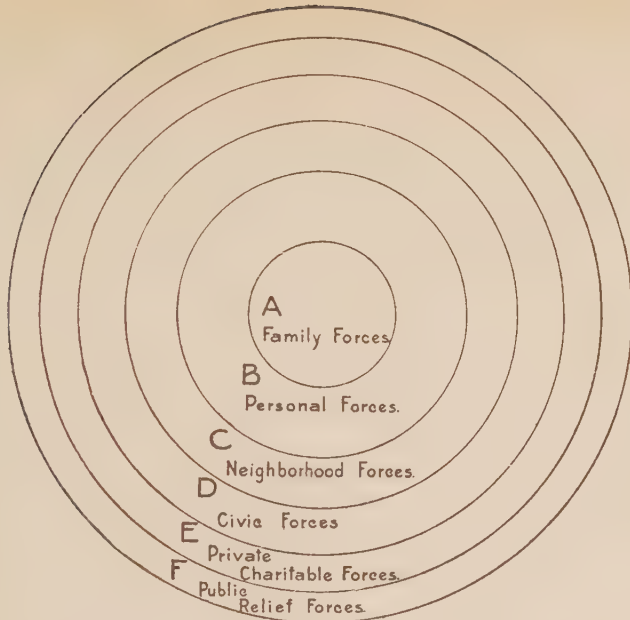 A
Family Forces
B
Personal Forces.
C
Neighborhood Forces.
D
Civic Forces
E
Private
Charitable Forces.
F
Public
Relief Forces.